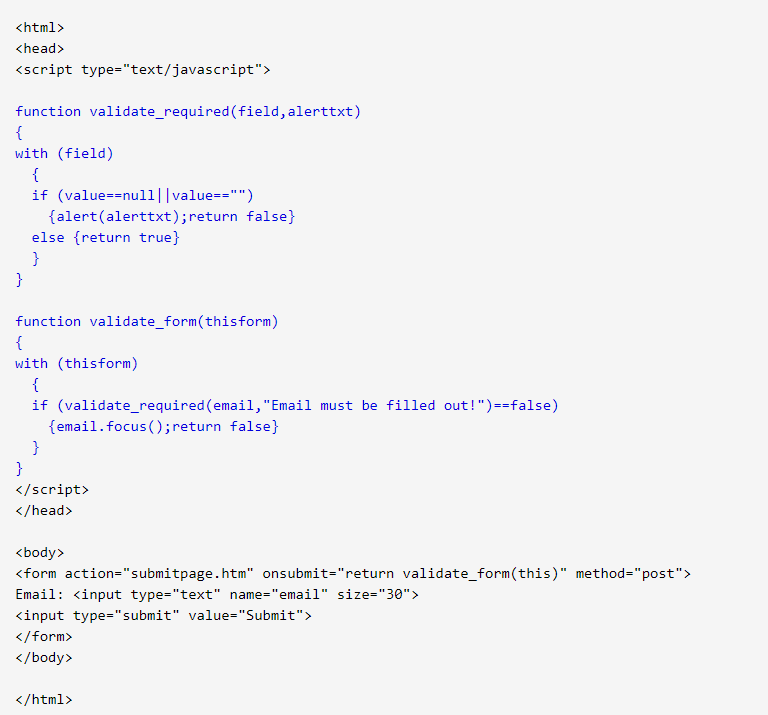 <html>
<head>
<script type="text/javascript">
function validate_required(field,alerttxt)
{
with (field)
  {
  if (value==null||value=="")
    {alert(alerttxt);return false}
  else {return true}
  }
}
function validate_form(thisform)
{
with (thisform)
  {
  if (validate_required(email,"Email must be filled out!")==false)
    {email.focus();return false}
  }
}
</script>
</head>
<body>
<form action="submitpage.htm" onsubmit="return validate_form(this)" method="post">
Email: <input type="text" name="email" size="30">
<input type="submit" value="Submit">
</form>
</body>
</html>